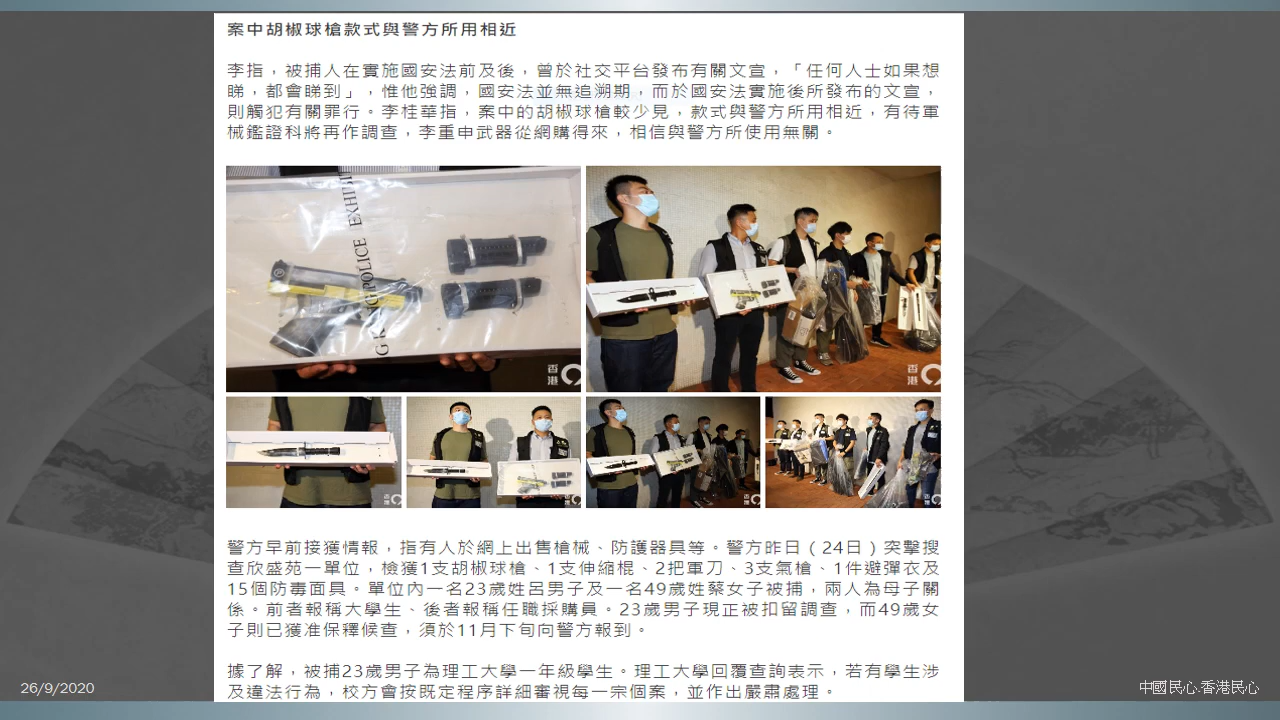 案中胡椒球槍款式與警方所用相近
李指，被捕人在實施國安法前及後，曾於社交平台發布有關文宣，「任何人士如果想
睇，都會睇到」，惟他強調，國安法並無追溯期，而於國安法實施後所發布的文宣，
則觸犯有關罪行。李桂華指，案中的胡椒球槍較少見，款式與警方所用相近，有待軍
械鑑證科將再作調查，李重申武器從網購得來，相信與警方所使用無關。
G POLICE EXHIBI
香港
香港
香港
香港
香港
香港
警方早前接獲情報，指有人於網上出售槍械、防護器具等。警方昨日（24日）突擊搜
查欣盛苑一單位，檢獲1支胡椒球槍、1支伸縮棍、2把軍刀、3支氣槍、1件避彈衣及
15個防毒面具。單位內一名23歲姓呂男子及一名49歲姓蔡女子被捕，兩人為母子關
係。前者報稱大學生、後者報稱任職採購員。23歲男子現正被扣留調查，而49歲女
子則已獲准保釋候查，須於11月下旬向警方報到。
據了解，被捕23歲男子為理工大學一年級學生。理工大學回覆查詢表示，若有學生涉
及違法行為，校方會按既定程序詳細審視每一宗個案，並作出嚴肅處理。
26/9/2020
中國民心.香港民心